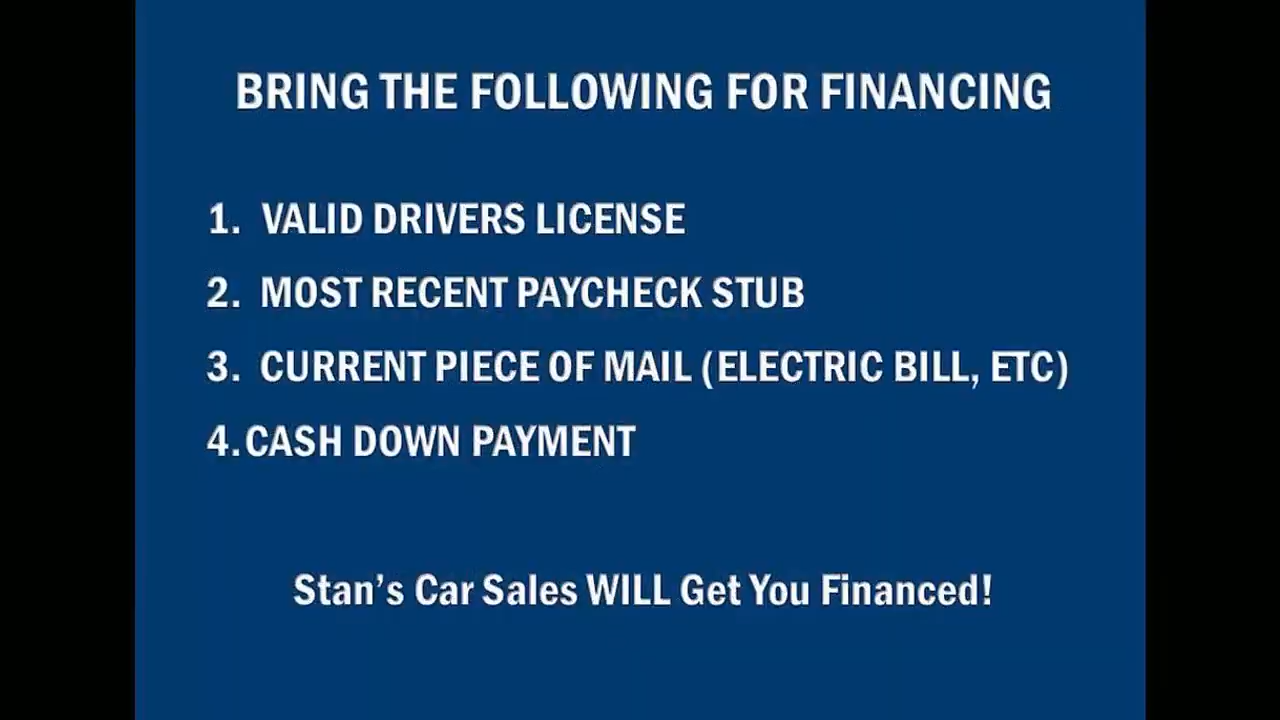 BRING THE FOLLOWING FOR FINANCING
1. VALID DRIVERS LICENSE
2. MOST RECENT PAYCHECK STUB
3. CURRENT PIECE OF MAIL (ELECTRIC BILL, ETC)
4. CASH DOWN PAYMENT
Stan’s Car Sales WILL Get You Financed!